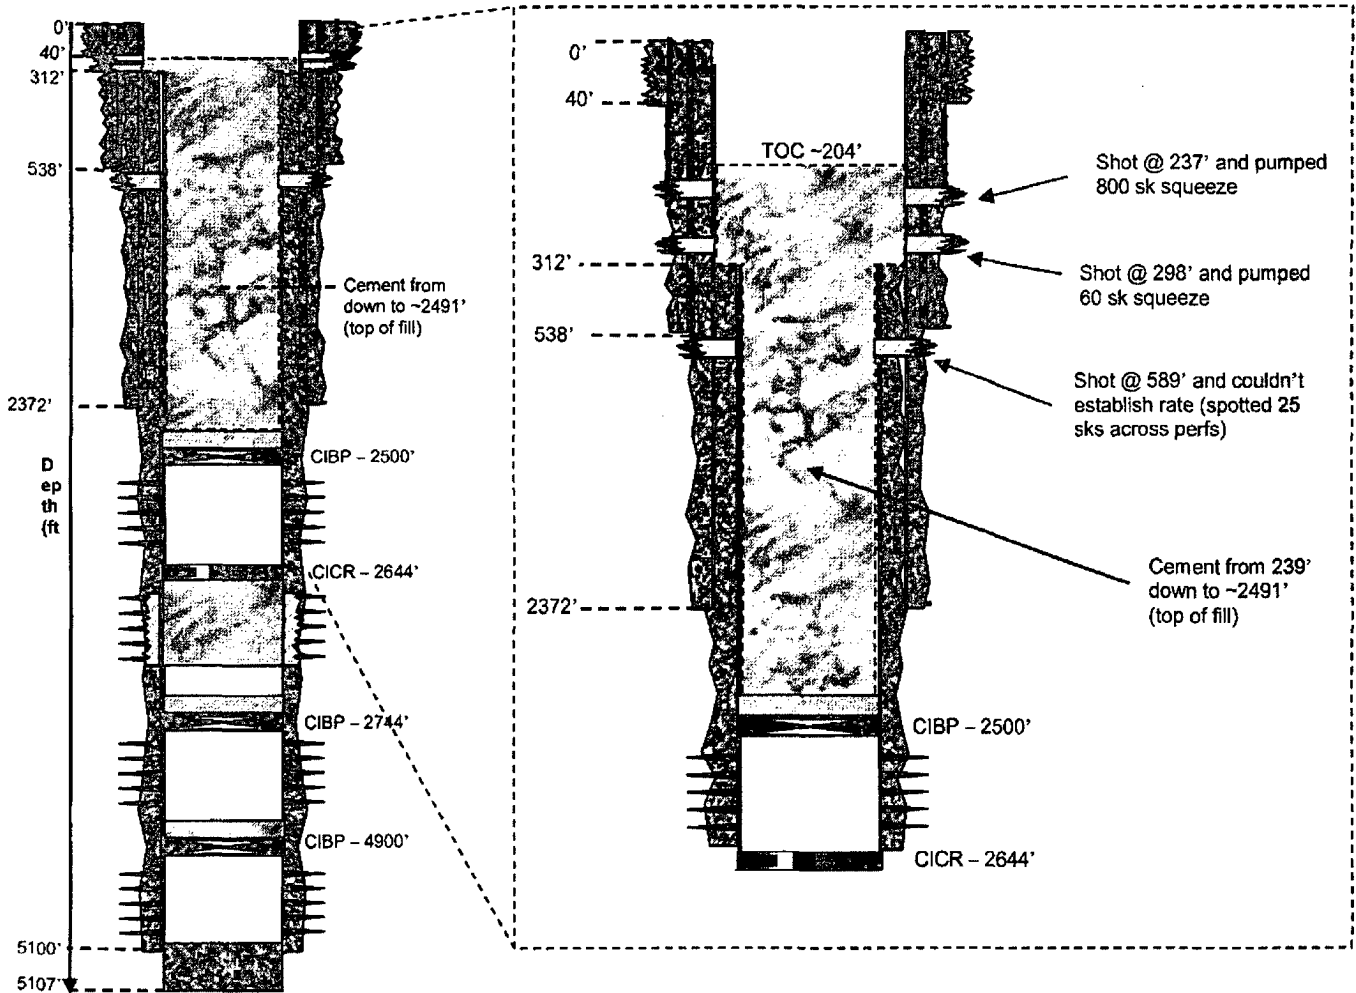 0'
40'
312'
538'
Cement from
down to ~2491'
(top of fill)
2372'
D
ep
th
(ft
CIBP – 2500'
CICR – 2644'
CIBP – 2744'
CIBP – 4900'
5100'
5107'
0'
40'
TOC ~204'
Shot @ 237' and pumped
800 sk squeeze
312'
Shot @ 298' and pumped
60 sk squeeze
538'
Shot @ 589' and couldn't
establish rate (spotted 25
sks across perfs)
Cement from 239'
down to ~2491'
(top of fill)
2372'
CIBP – 2500'
CICR – 2644'